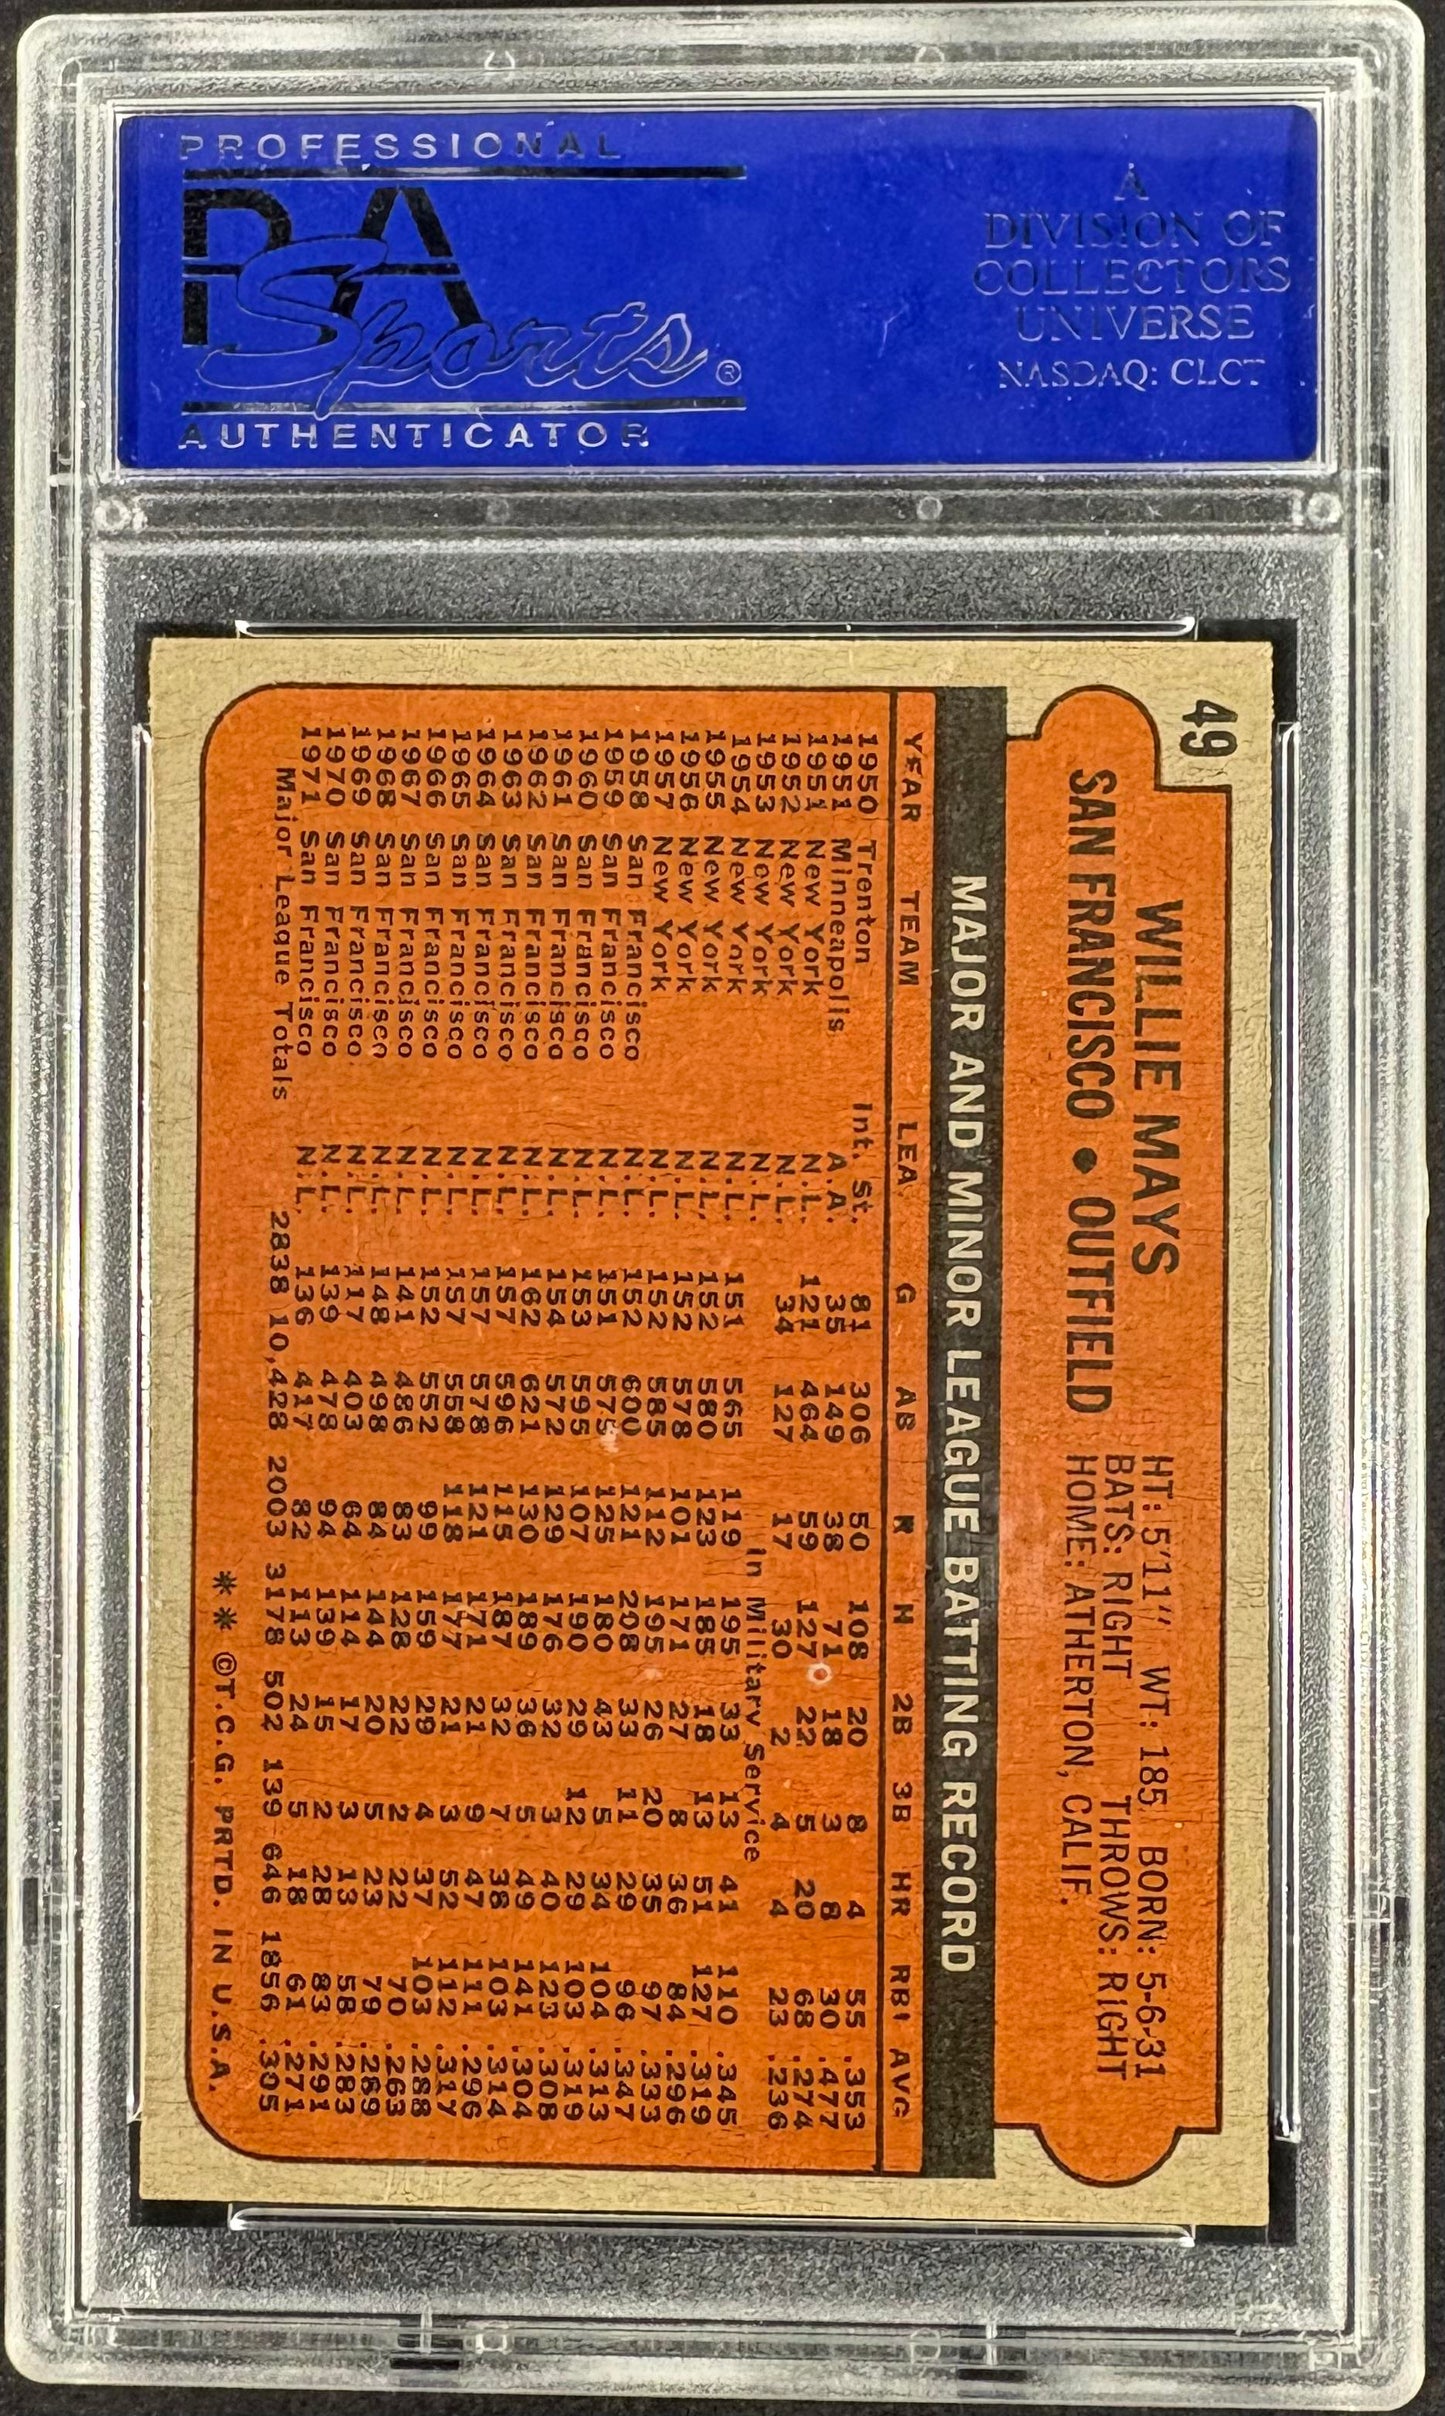 PROFESSIONAL
PSA
Sports®
AUTHENTICATOR
A
DIVISION OF
COLLECTORS
UNIVERSE
NASDAQ: CLCT
49
WILLIE MAYS
SAN FRANCISCO • OUTFIELD
HT: 5'11" WT: 185 BORN: 5-6-31
BATS: RIGHT THROWS: RIGHT
HOME: ATHERTON, CALIF.
MAJOR AND MINOR LEAGUE BATTING RECORD
YEAR TEAM LEA G AB R H 2B 3B HR RBI AVG
1950 Trenton Int. St. 81 306 50 108 20 8 4 55 .353
1951 Minneapolis A.A. 35 149 38 71 18 3 8 30 .477
1951 New York N.L. 121 464 59 127 22 5 20 68 .274
1952 New York N.L. 34 127 17 30 2 4 4 23 .236
1953 New York N.L. In Military Service
1954 New York N.L. 151 565 119 195 33 13 41 110 .345
1955 New York N.L. 152 580 123 185 18 13 51 127 .319
1956 New York N.L. 152 578 101 171 27 8 36 84 .296
1957 New York N.L. 152 585 112 195 26 20 35 97 .333
1958 San Francisco N.L. 152 600 121 208 33 11 29 96 .347
1959 San Francisco N.L. 151 575 125 180 43 5 34 104 .313
1960 San Francisco N.L. 153 595 107 190 29 12 29 103 .319
1961 San Francisco N.L. 154 572 129 176 32 3 40 123 .308
1962 San Francisco N.L. 162 621 130 189 36 5 49 141 .304
1963 San Francisco N.L. 157 596 115 187 32 7 38 103 .314
1964 San Francisco N.L. 157 578 121 171 21 9 47 111 .296
1965 San Francisco N.L. 157 558 118 177 21 3 52 112 .317
1966 San Francisco N.L. 152 552 99 159 29 4 37 103 .288
1967 San Francisco N.L. 141 486 83 128 22 2 22 70 .263
1968 San Francisco N.L. 148 498 84 144 20 5 23 79 .289
1969 San Francisco N.L. 117 403 64 114 17 3 13 58 .283
1970 San Francisco N.L. 139 478 94 139 15 2 28 83 .291
1971 San Francisco N.L. 136 417 82 113 24 5 18 61 .271
Major League Totals 2838 10,428 2003 3178 502 139 646 1856 .305
** ©T.C.G. PRTD. IN U.S.A.